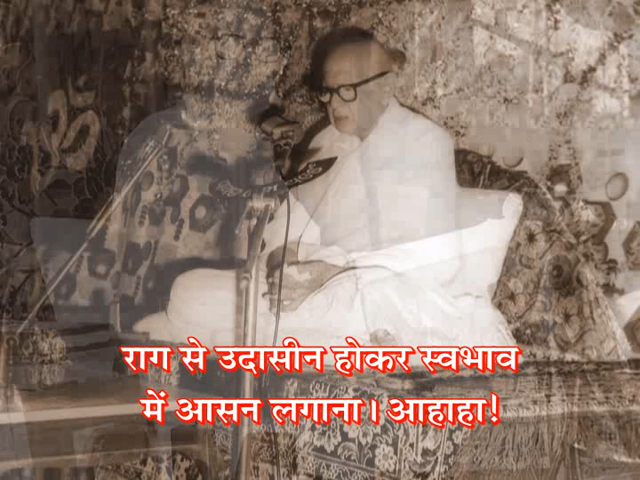 राग से उदासीन होकर स्वभाव
में आसन लगाना। आहाहा!